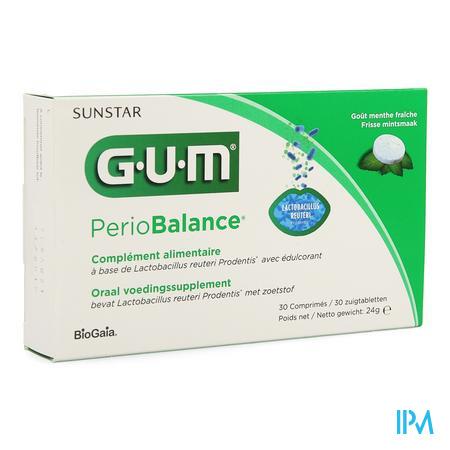 SUNSTAR
G·U·M®
PerioBalance®
Complément alimentaire
à base de Lactobacillus reuteri Prodentis* avec édulcorant
Oraal voedingssupplement
bevat Lactobacillus reuteri Prodentis* met zoetstof
BioGaia.
Goût menthe fraîche
Frisse mintsmaak
LACTOBACILLUS
REUTERI
30 Comprimés / 30 zuigtabletten
Poids net / Netto gewicht: 24g ℮
IPM